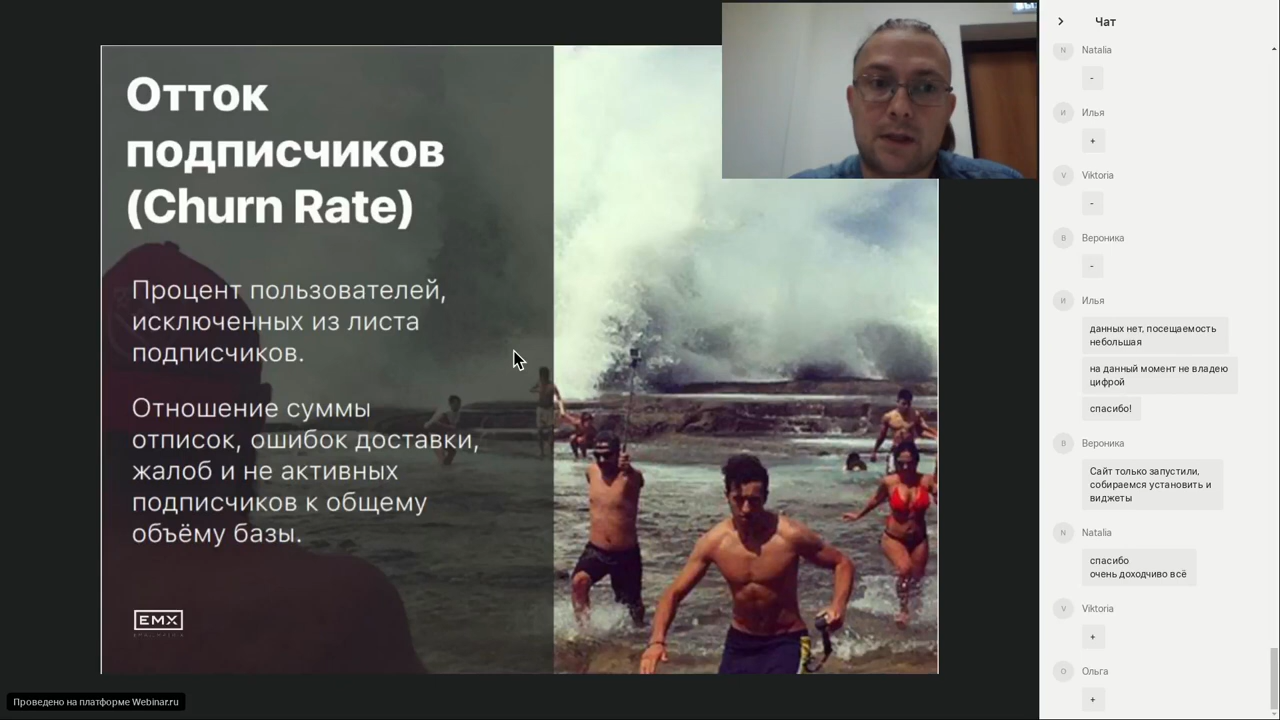 Отток
подписчиков
(Churn Rate)
Процент пользователей,
исключенных из листа
подписчиков.
Отношение суммы
отписок, ошибок доставки,
жалоб и не активных
подписчиков к общему
объёму базы.
EMX
Проведено на платформе Webinar.ru
Чат
N
Natalia
-
И
Илья
+
V
Viktoria
-
В
Вероника
-
И
Илья
данных нет, посещаемость
небольшая
на данный момент не владею
цифрой
спасибо!
В
Вероника
Сайт только запустили,
собираемся установить и
виджеты
N
Natalia
спасибо
очень доходчиво всё
V
Viktoria
+
О
Ольга
+